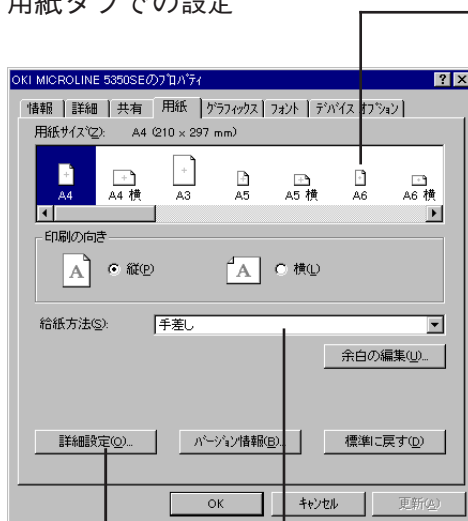 用紙タブでの設定
OKI MICROLINE 5350SEのﾌﾟﾛﾊﾟﾃｨ
情報 詳細 共有 用紙 ｸﾞﾗﾌｨｯｸｽ ﾌｫﾝﾄ ﾃﾞﾊﾞｲｽ ｵﾌﾟｼｮﾝ
用紙サイズ(Z): A4 (210 x 297 mm)
A4 A4 横 A3 A5 A5 横 A6 A6 横
印刷の向き
A 縦(P) A 横(L)
給紙方法(S): 手差し
余白の編集(U)...
詳細設定(O)... ﾊﾞｰｼﾞｮﾝ情報(B)... 標準に戻す(D)
OK ｷｬﾝｾﾙ 更新(A)